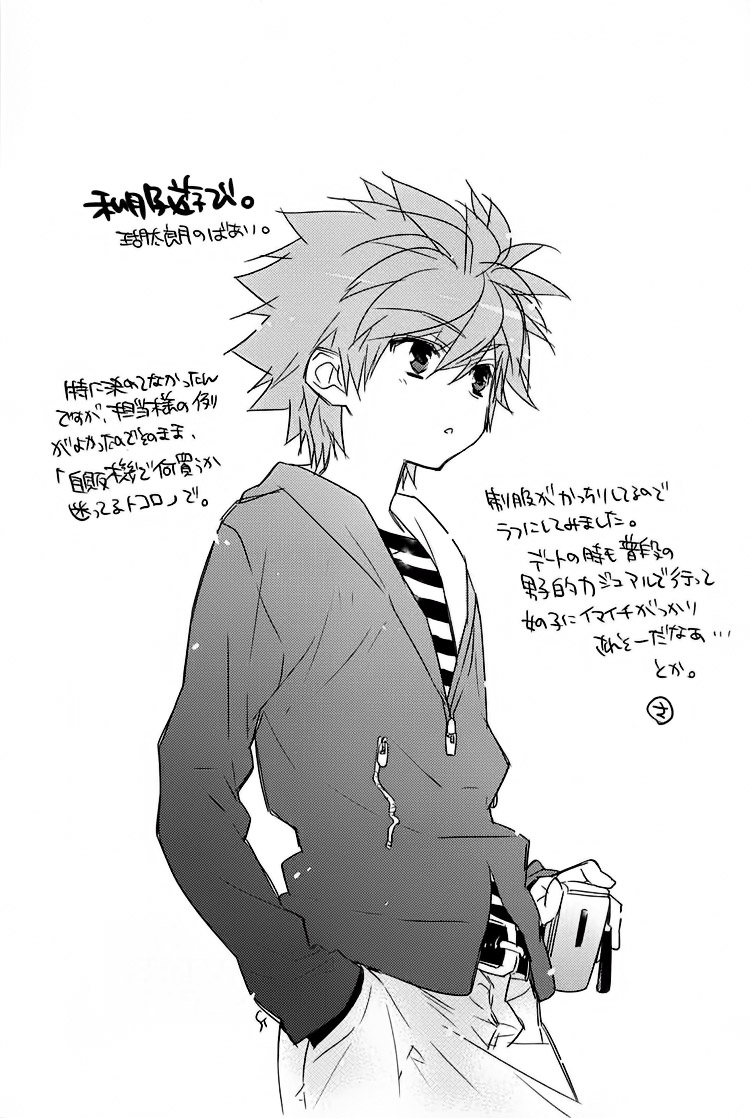 私服遊び。
瑚太朗のばあい。
特に決めてなかったん
ですが、担当様の例
がよかったのでそのまま、
「自販機で何買うか
迷ってるトコロ」で。
制服がかっちりしてるので
ラフにしてみました。
デートの時も普段の
男子的カジュアルで行って
女の子にイマイチがっかり
されそーだなぁ…
とか。
さ